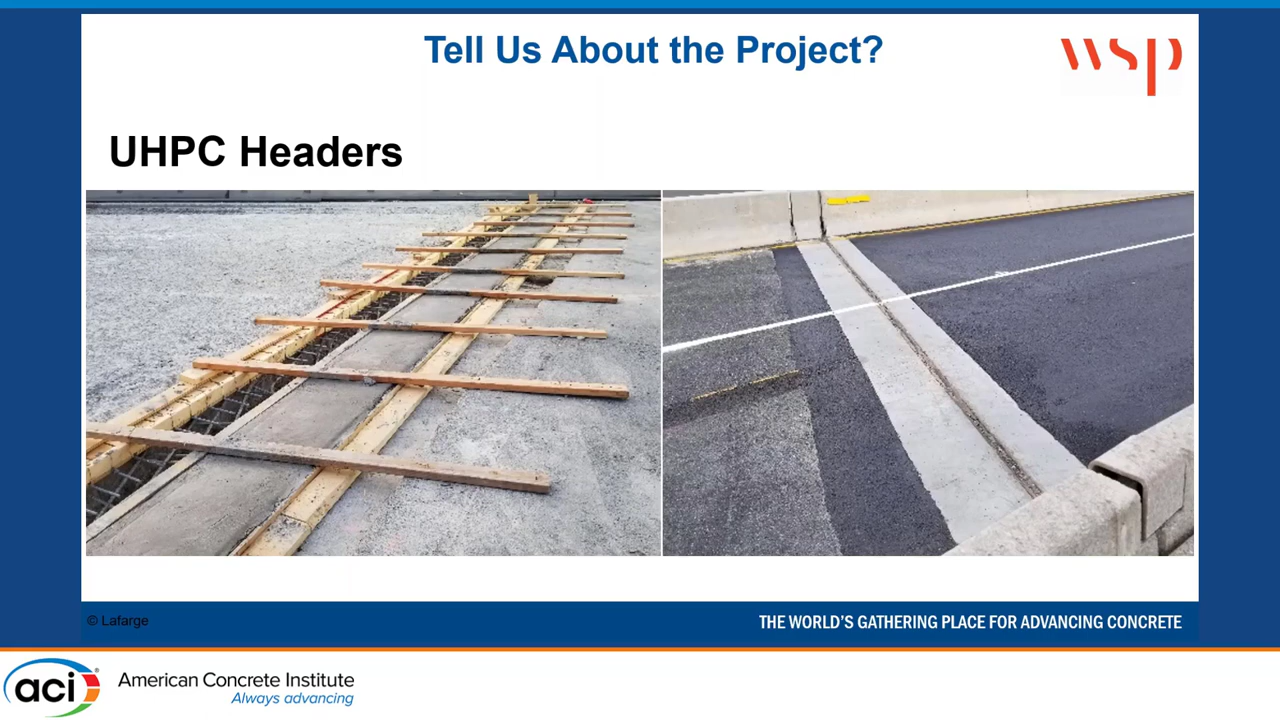 Tell Us About the Project?
wsp
UHPC Headers
© Lafarge
THE WORLD'S GATHERING PLACE FOR ADVANCING CONCRETE
aci®
American Concrete Institute
Always advancing